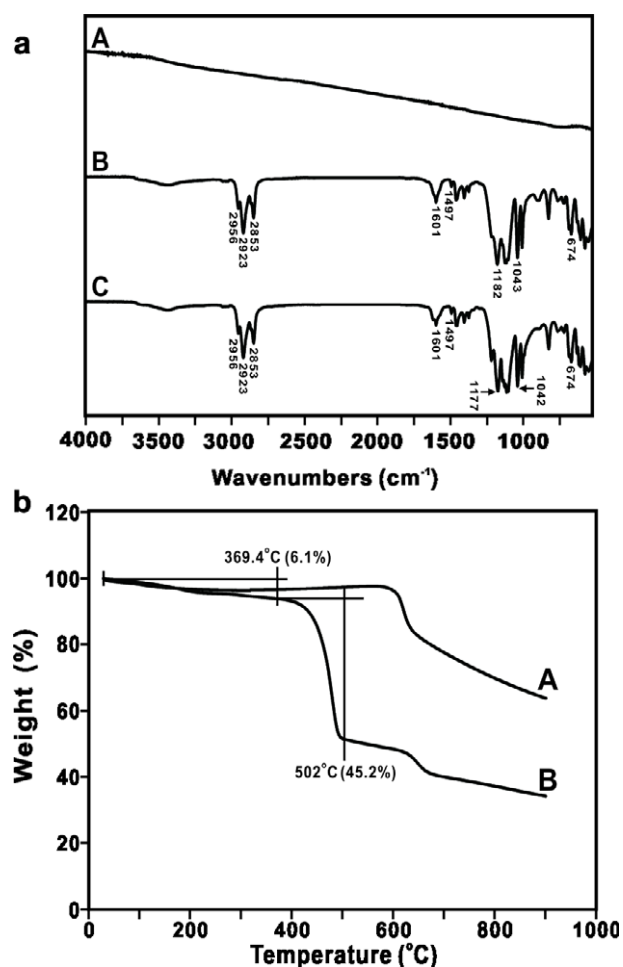 a
A
B
2956
2923
2853
1601
1497
1182
1043
674
C
2956
2923
2853
1601
1497
1177
1042
674
4000 3500 3000 2500 2000 1500 1000
Wavenumbers (cm⁻¹)
b
120
100
80
60
40
20
0
Weight (%)
369.4°C (6.1%)
502°C (45.2%)
A
B
0 200 400 600 800 1000
Temperature (°C)